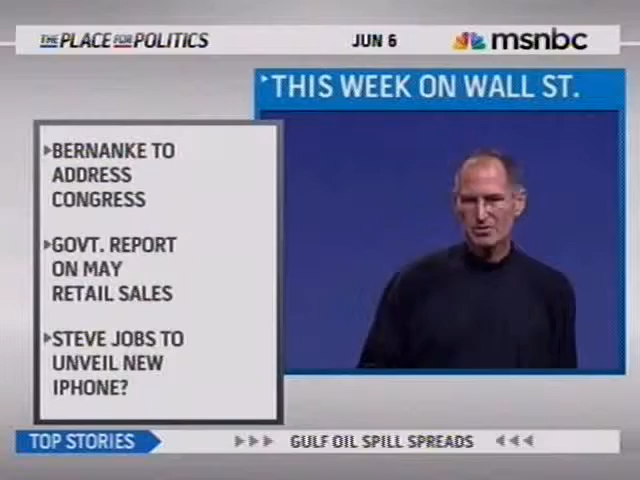 THE PLACE FOR POLITICS
JUN 6
msnbc
THIS WEEK ON WALL ST.
BERNANKE TO
ADDRESS
CONGRESS
GOVT. REPORT
ON MAY
RETAIL SALES
STEVE JOBS TO
UNVEIL NEW
IPHONE?
TOP STORIES
GULF OIL SPILL SPREADS